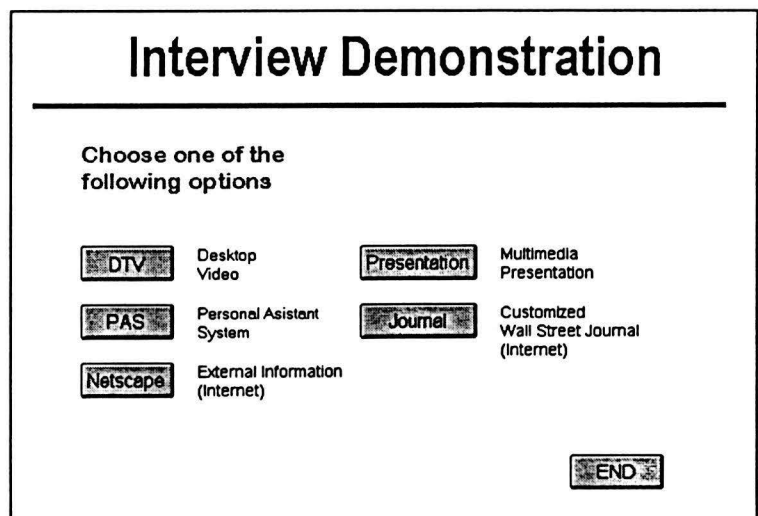 Interview Demonstration
Choose one of the
following options
DTV
Desktop
Video
PAS
Personal Asistant
System
Netscape
External Information
(Internet)
Presentation
Multimedia
Presentation
Journal
Customized
Wall Street Journal
(Internet)
END